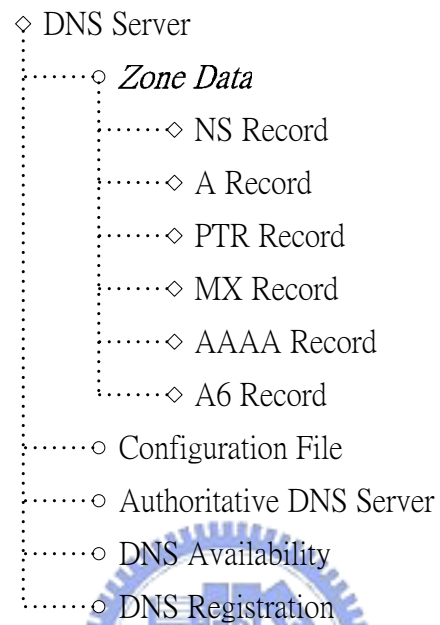 DNS Server
Zone Data
NS Record
A Record
PTR Record
MX Record
AAAA Record
A6 Record
Configuration File
Authoritative DNS Server
DNS Availability
DNS Registration